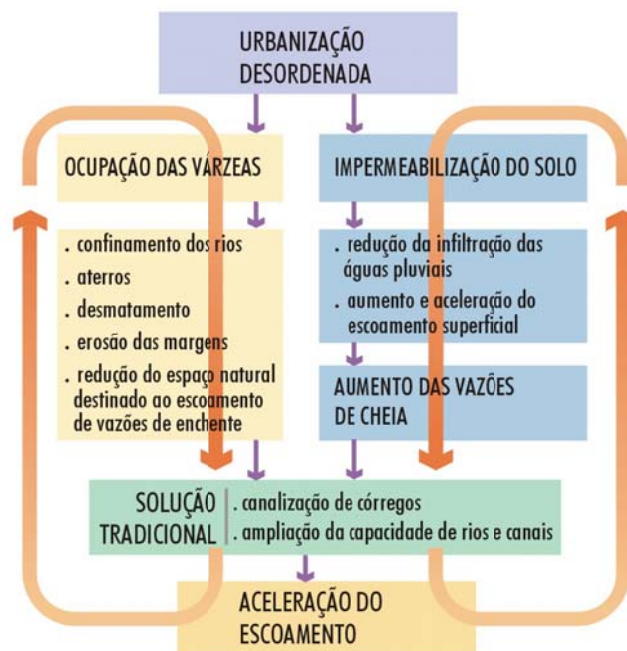 URBANIZAÇÃO
DESORDENADA
OCUPAÇÃO DAS VÁRZEAS
. confinamento dos rios
. aterros
. desmatamento
. erosão das margens
. redução do espaço natural
destinado ao escoamento
de vazões de enchente
IMPERMEABILIZAÇÃO DO SOLO
. redução da infiltração das
águas pluviais
. aumento e aceleração do
escoamento superficial
AUMENTO DAS VAZÕES
DE CHEIA
SOLUÇÃO
TRADICIONAL
. canalização de córregos
. ampliação da capacidade de rios e canais
ACELERAÇÃO DO
ESCOAMENTO